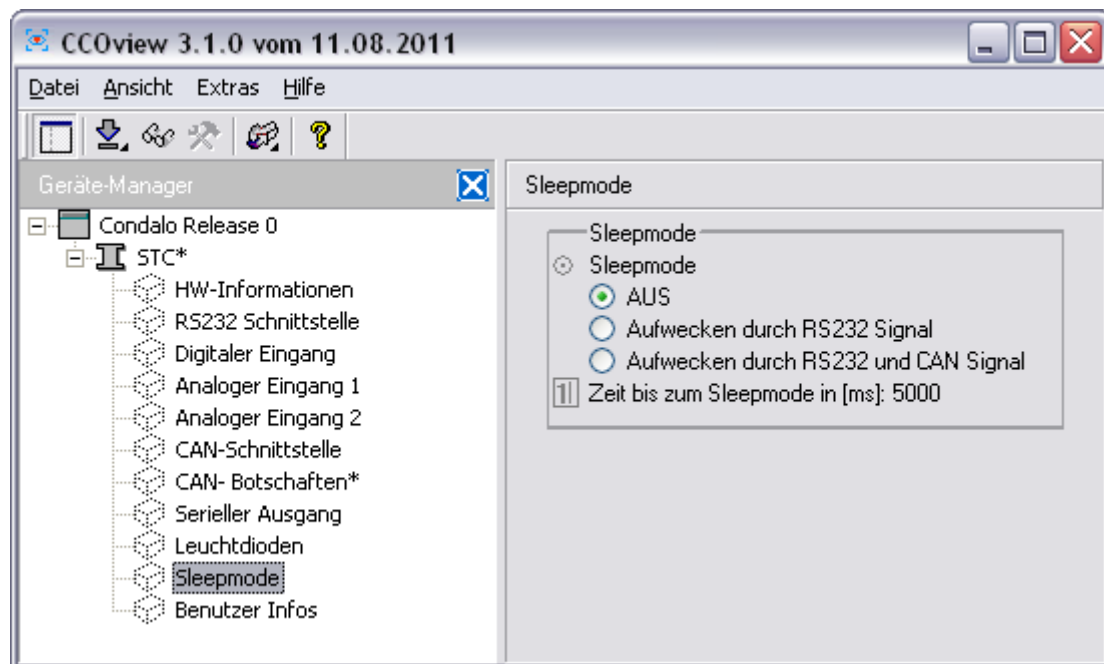 CCOview 3.1.0 vom 11.08.2011
Datei Ansicht Extras Hilfe
Geräte-Manager
Condalo Release 0
STC*
HW-Informationen
RS232 Schnittstelle
Digitaler Eingang
Analoger Eingang 1
Analoger Eingang 2
CAN-Schnittstelle
CAN- Botschaften*
Serieller Ausgang
Leuchtdioden
Sleepmode
Benutzer Infos
Sleepmode
Sleepmode
Sleepmode
AUS
Aufwecken durch RS232 Signal
Aufwecken durch RS232 und CAN Signal
Zeit bis zum Sleepmode in [ms]: 5000